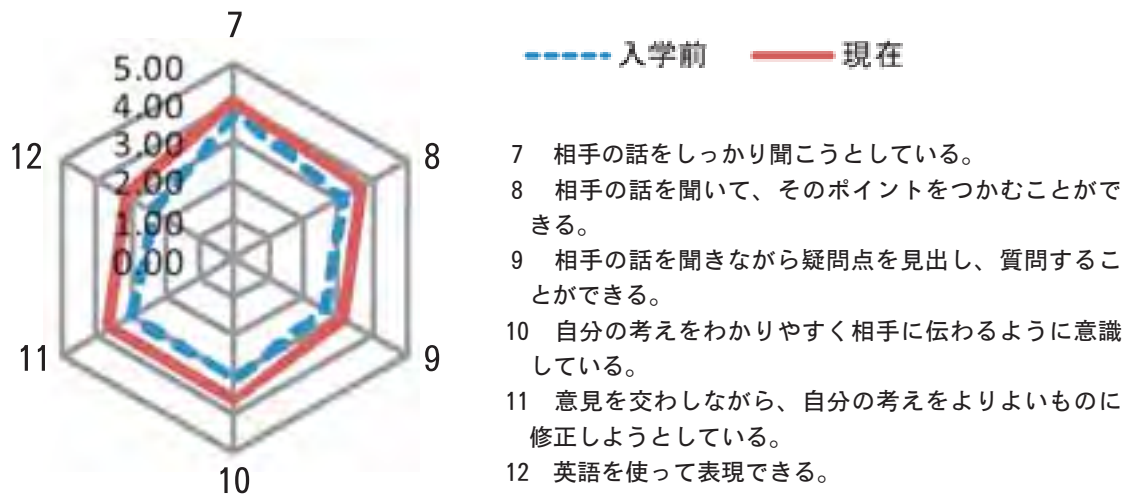 7
5.00
4.00
3.00
2.00
1.00
0.00
12
8
11
9
10
入学前 現在
7 相手の話をしっかり聞こうとしている。
8 相手の話を聞いて、そのポイントをつかむことがで
きる。
9 相手の話を聞きながら疑問点を見出し、質問するこ
とができる。
10 自分の考えをわかりやすく相手に伝わるように意識
している。
11 意見を交わしながら、自分の考えをよりよいものに
修正しようとしている。
12 英語を使って表現できる。